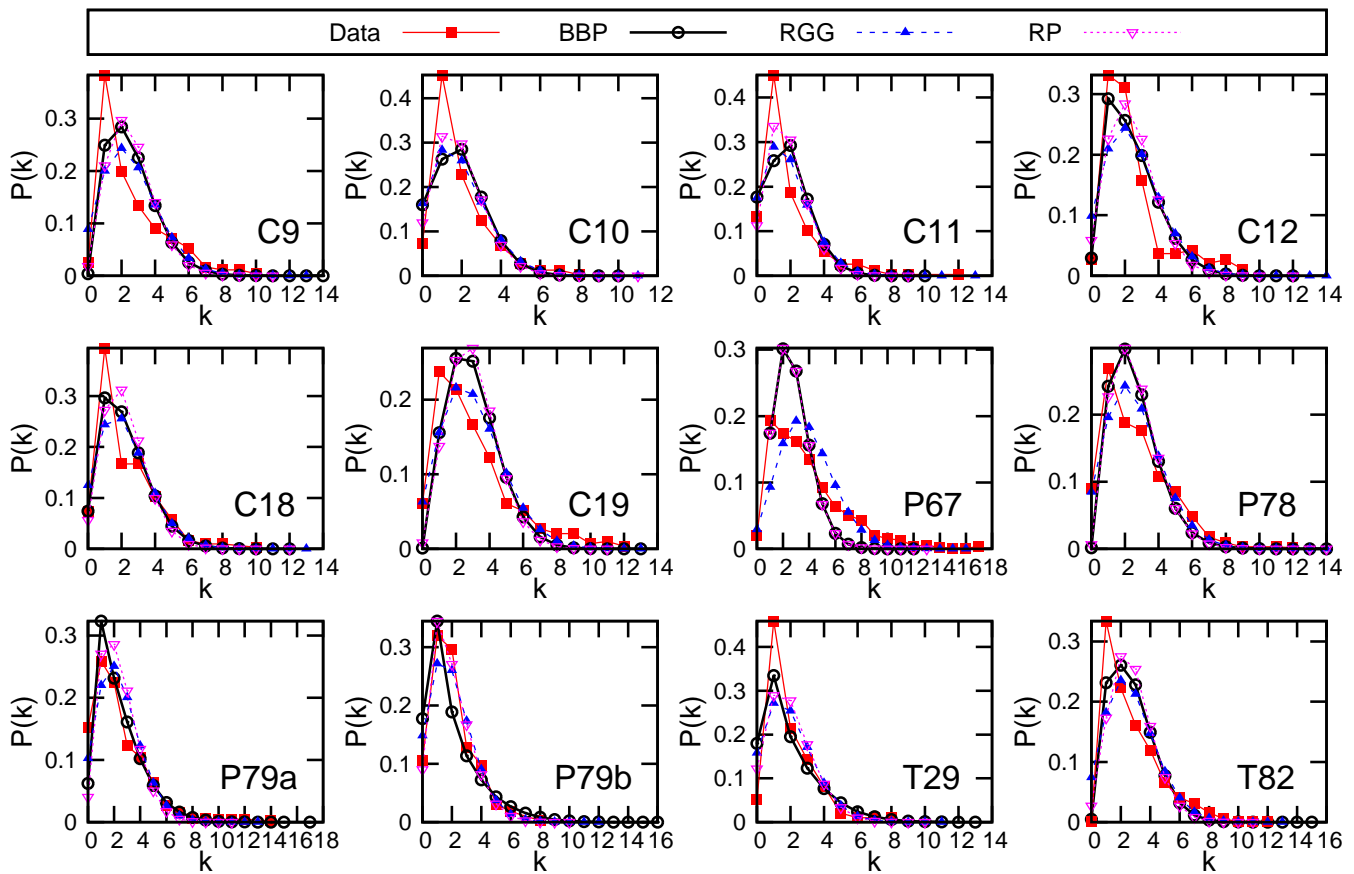 Data BBP RGG RP
P(k) 0 0.1 0.2 0.3 0 2 4 6 8 10 12 14 k C9
P(k) 0 0.1 0.2 0.3 0.4 0 2 4 6 8 10 12 k C10
P(k) 0 0.1 0.2 0.3 0.4 0 2 4 6 8 10 12 14 k C11
P(k) 0 0.1 0.2 0.3 0 2 4 6 8 10 12 14 k C12
P(k) 0 0.1 0.2 0.3 0 2 4 6 8 10 12 14 k C18
P(k) 0 0.1 0.2 0 2 4 6 8 10 12 14 k C19
P(k) 0 0.1 0.2 0.3 0 2 4 6 8 10 12 14 16 18 k P67
P(k) 0 0.1 0.2 0.3 0 2 4 6 8 10 12 14 k P78
P(k) 0 0.1 0.2 0.3 0 2 4 6 8 10 12 14 16 18 k P79a
P(k) 0 0.1 0.2 0.3 0 2 4 6 8 10 12 14 16 k P79b
P(k) 0 0.1 0.2 0.3 0.4 0 2 4 6 8 10 12 14 k T29
P(k) 0 0.1 0.2 0.3 0 2 4 6 8 10 12 14 16 k T82